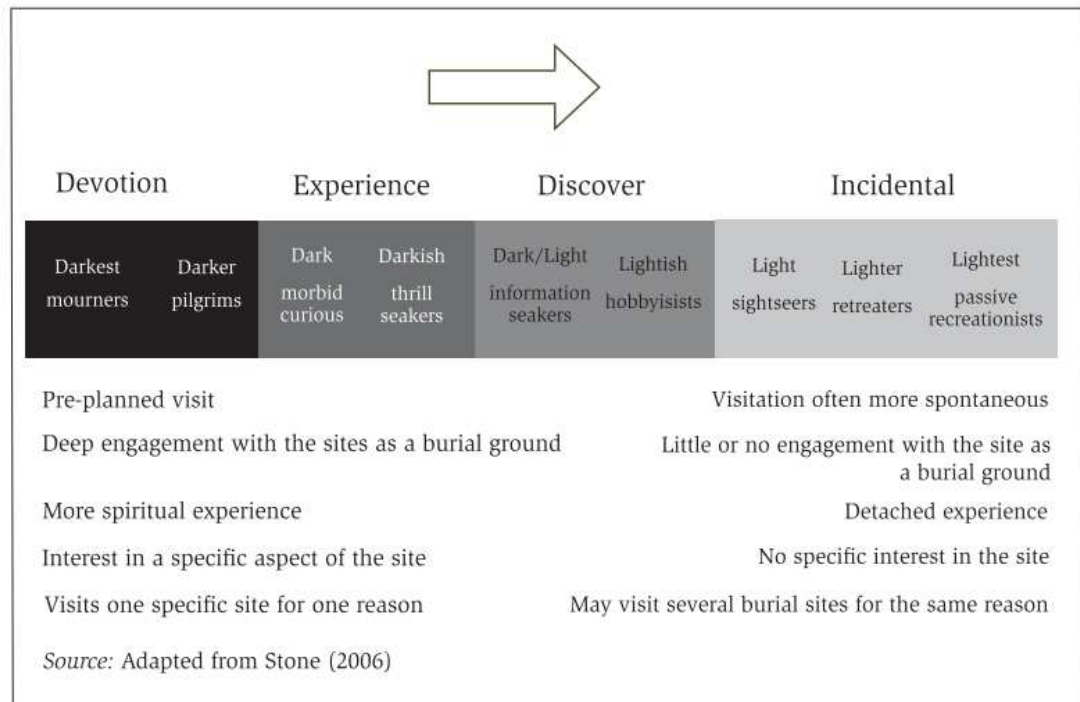 Devotion
Experience
Discover
Incidental
Darkest
mourners
Darker
pilgrims
Dark
morbid
curious
Darkish
thrill
seakers
Dark/Light
information
seakers
Lightish
hobbyisists
Light
sightseers
Lighter
retreaters
Lightest
passive
recreationists
Pre-planned visit
Visitation often more spontaneous
Deep engagement with the sites as a burial ground
Little or no engagement with the site as
a burial ground
More spiritual experience
Detached experience
Interest in a specific aspect of the site
No specific interest in the site
Visits one specific site for one reason
May visit several burial sites for the same reason
Source: Adapted from Stone (2006)